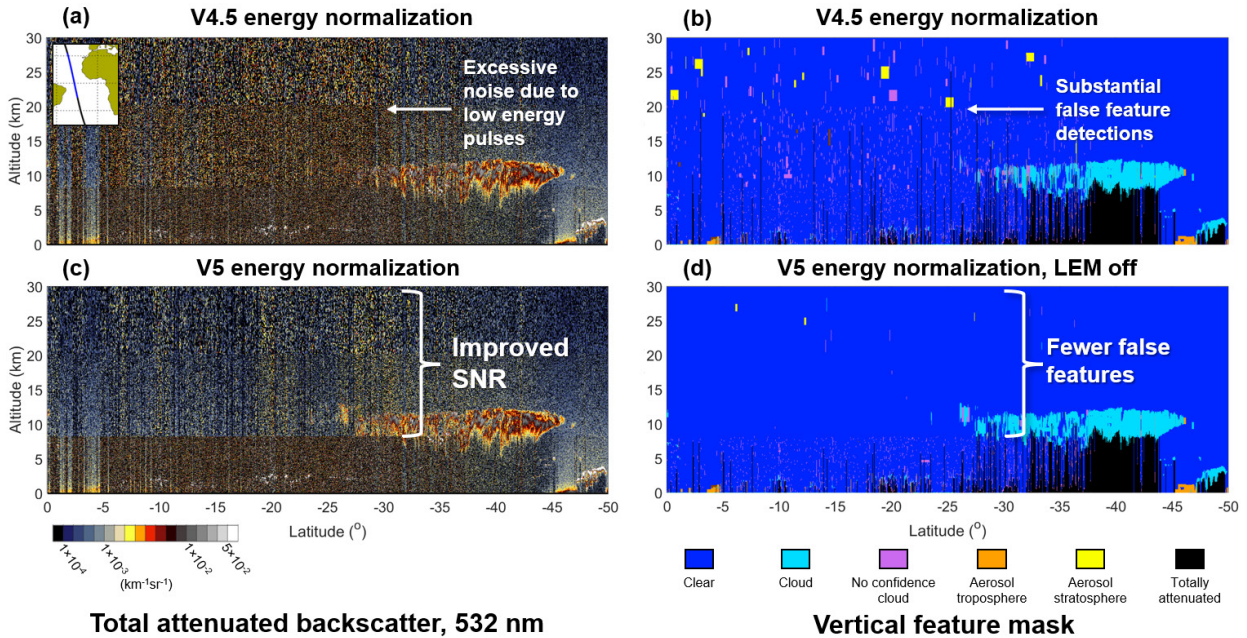 (a)
V4.5 energy normalization
30
25
20
15
10
5
0
Altitude (km)
Excessive
noise due to
low energy
pulses
(b)
V4.5 energy normalization
30
25
20
15
10
5
0
Substantial
false feature
detections
(c)
V5 energy normalization
30
25
20
15
10
5
0
Altitude (km)
Improved
SNR
0 -5 -10 -15 -20 -25 -30 -35 -40 -45 -50
Latitude (°)
1×10⁻⁴
1×10⁻³
1×10⁻²
5×10⁻²
(km⁻¹sr⁻¹)
Total attenuated backscatter, 532 nm
(d)
V5 energy normalization, LEM off
30
25
20
15
10
5
0
Fewer false
features
0 -5 -10 -15 -20 -25 -30 -35 -40 -45 -50
Latitude (°)
Clear
Cloud
No confidence
cloud
Aerosol
troposphere
Aerosol
stratosphere
Totally
attenuated
Vertical feature mask